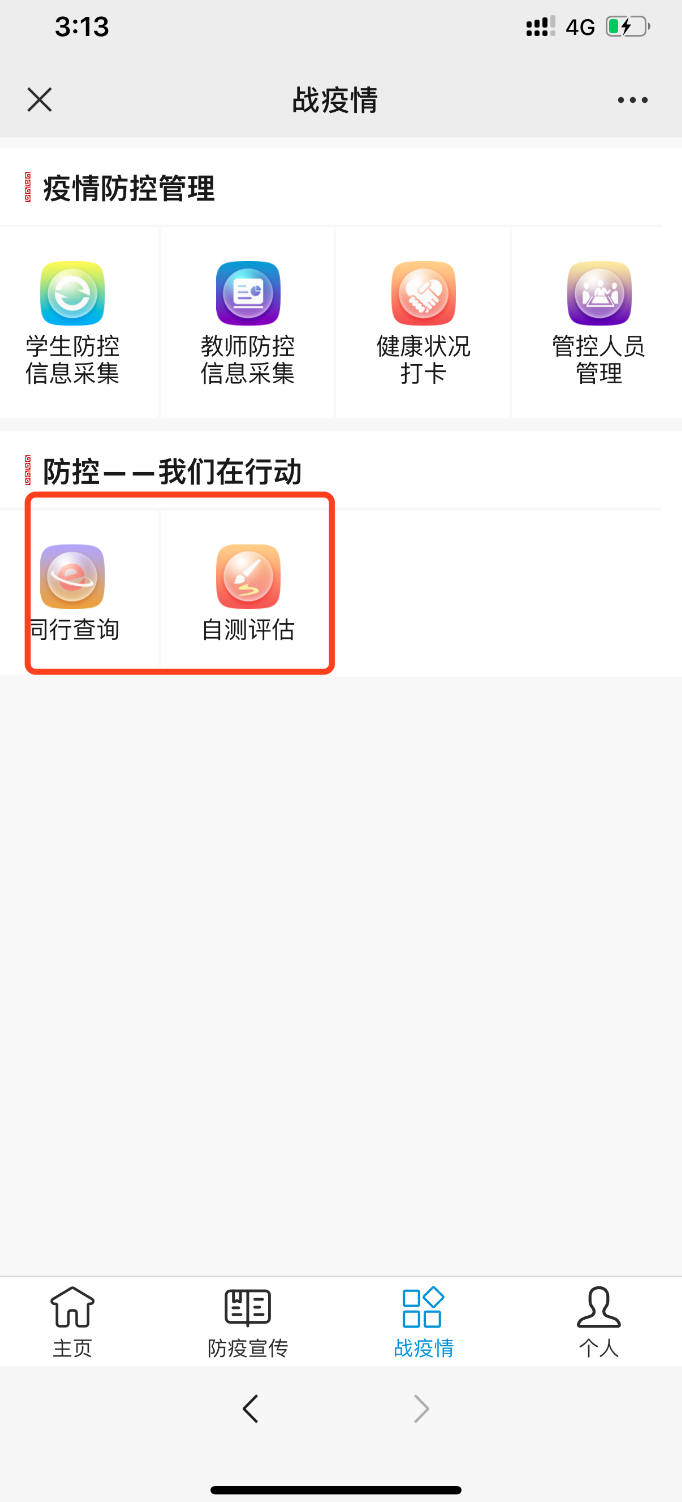 3:13
4G
战疫情
疫情防控管理
学生防控
信息采集
教师防控
信息采集
健康状况
打卡
管控人员
管理
防控——我们在行动
同行查询
自测评估
主页
防疫宣传
战疫情
个人